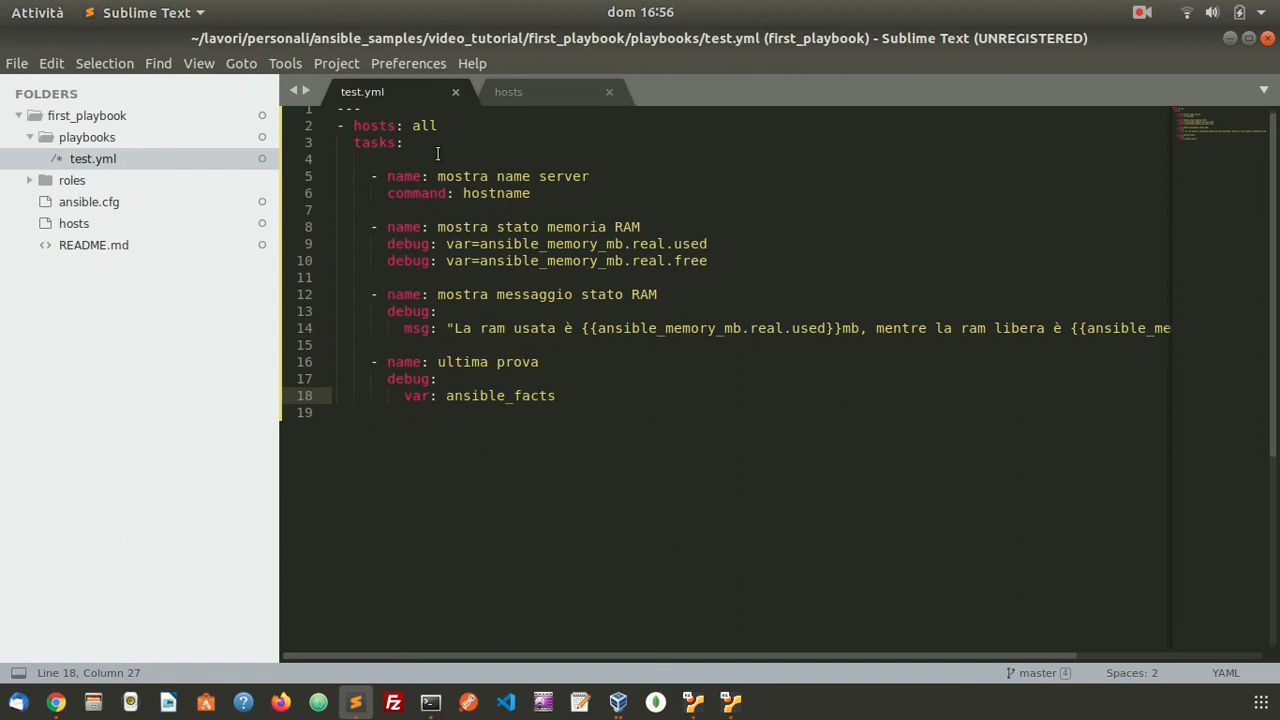 Attività
Sublime Text
dom 16:56
~/lavori/personali/ansible_samples/video_tutorial/first_playbook/playbooks/test.yml (first_playbook) - Sublime Text (UNREGISTERED)
File Edit Selection Find View Goto Tools Project Preferences Help
FOLDERS
first_playbook
playbooks
/* test.yml
roles
ansible.cfg
hosts
<> README.md
test.yml
hosts
1 ---
2 - hosts: all
3 tasks:
4
5 - name: mostra name server
6 command: hostname
7
8 - name: mostra stato memoria RAM
9 debug: var=ansible_memory_mb.real.used
10 debug: var=ansible_memory_mb.real.free
11
12 - name: mostra messaggio stato RAM
13 debug:
14 msg: "La ram usata è {{ansible_memory_mb.real.used}}mb, mentre la ram libera è {{ansible_me
15
16 - name: ultima prova
17 debug:
18 var: ansible_facts
19
Line 18, Column 27
master 4
Spaces: 2
YAML